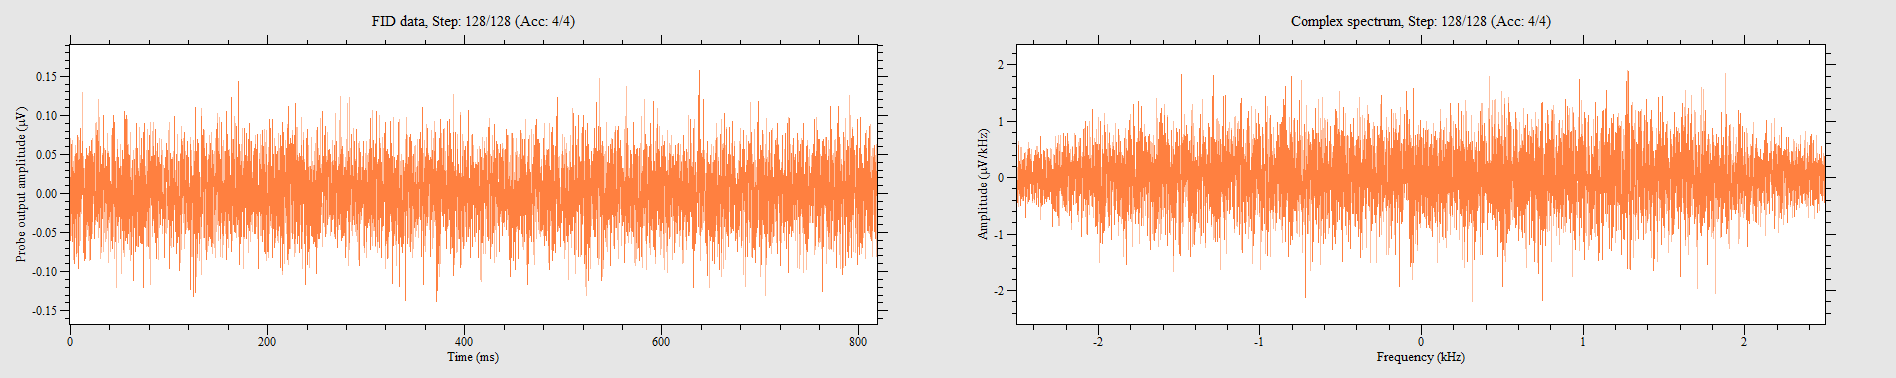 FID data, Step: 128/128 (Acc: 4/4)
Probe output amplitude (µV)
0.15
0.10
0.05
0.00
-0.05
-0.10
-0.15
0 200 400 600 800
Time (ms)
Complex spectrum, Step: 128/128 (Acc: 4/4)
Amplitude (µV/kHz)
2
1
0
-1
-2
-2 -1 0 1 2
Frequency (kHz)